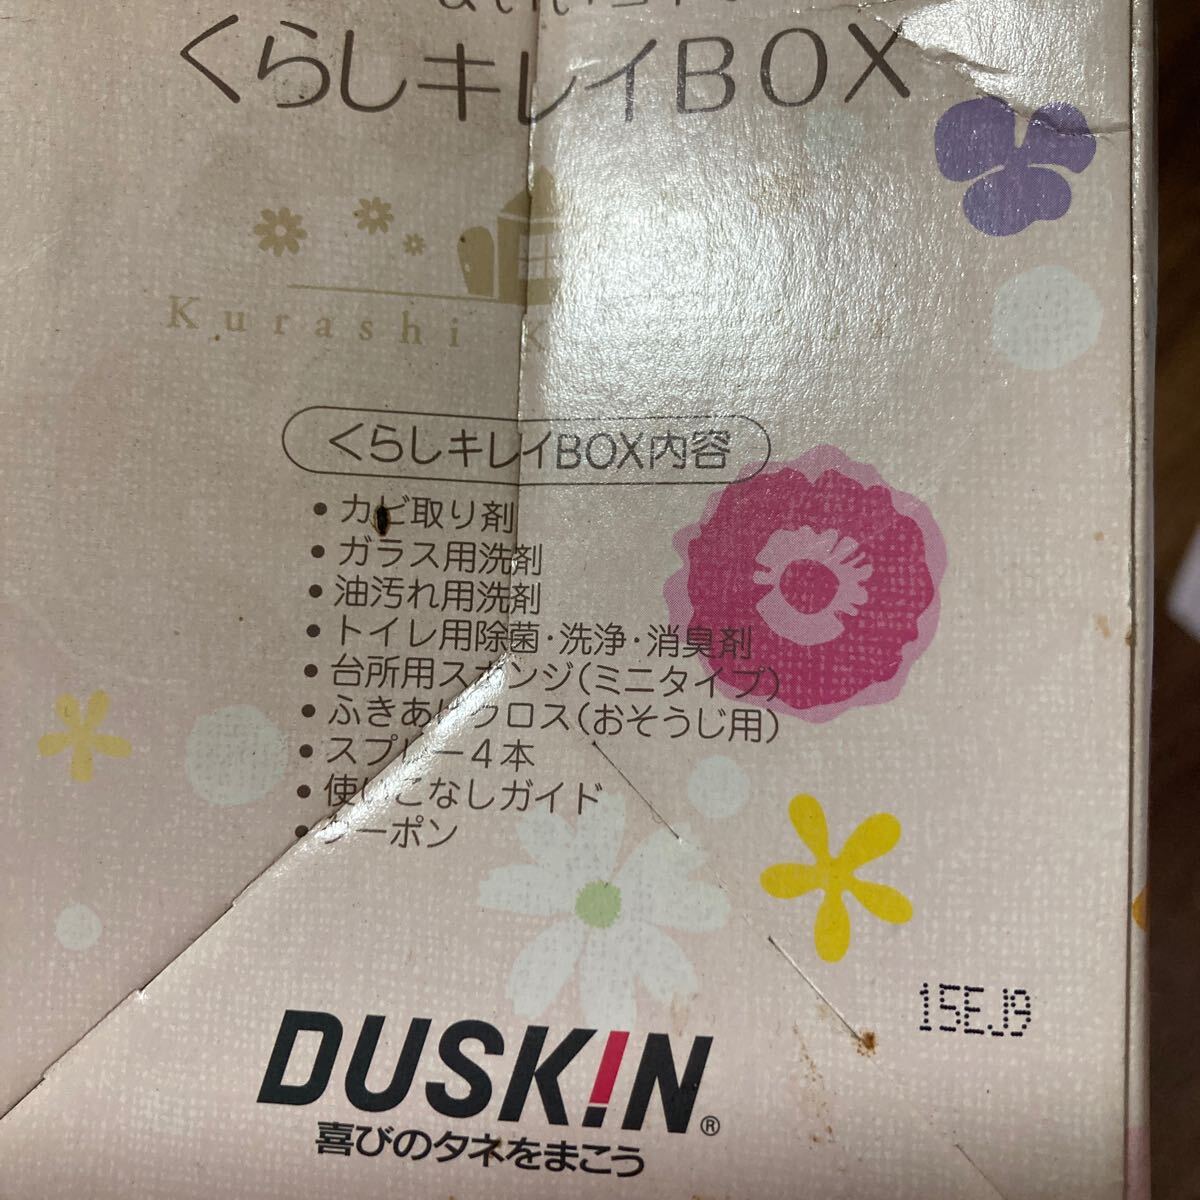 くらしキレイBOX
Kurashi
くらしキレイBOX内容
• カビ取り剤
• ガラス用洗剤
• 油汚れ用洗剤
• トイレ用除菌・洗浄・消臭剤
• 台所用スポンジ(ミニタイプ)
• ふきあげクロス(おそうじ用)
• スプレー4本
• 使いこなしガイド
• クーポン
15EJ9
DUSKIN®
喜びのタネをまこう